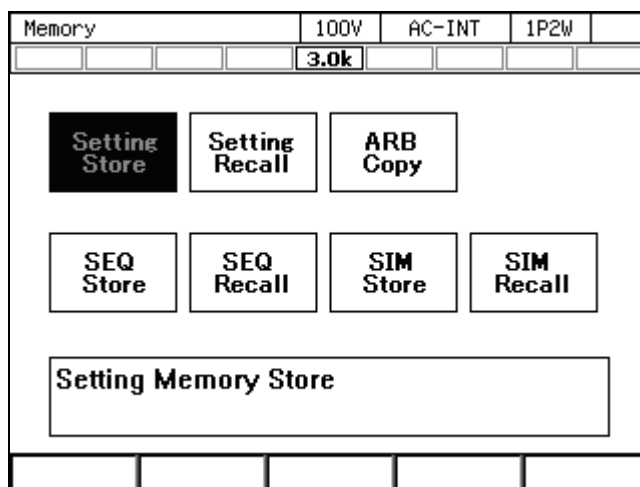 Memory 100V AC-INT 1P2W
3.0k
Setting Store Setting Recall ARB Copy
SEQ Store SEQ Recall SIM Store SIM Recall
Setting Memory Store